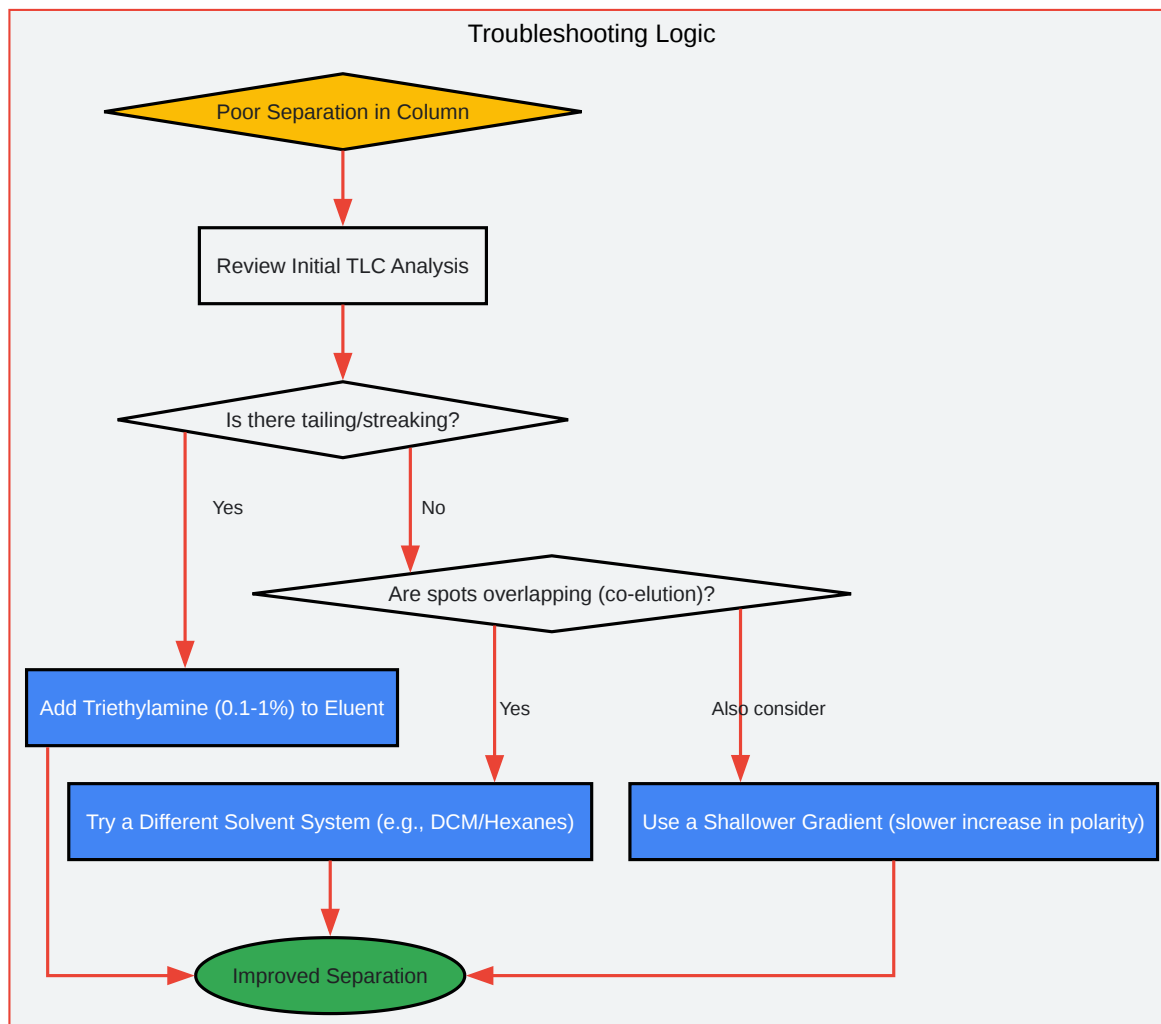 Troubleshooting Logic
Poor Separation in Column
Review Initial TLC Analysis
Is there tailing/streaking?
Yes
No
Are spots overlapping (co-elution)?
Add Triethylamine (0.1-1%) to Eluent
Yes
Also consider
Try a Different Solvent System (e.g., DCM/Hexanes)
Use a Shallower Gradient (slower increase in polarity)
Improved Separation